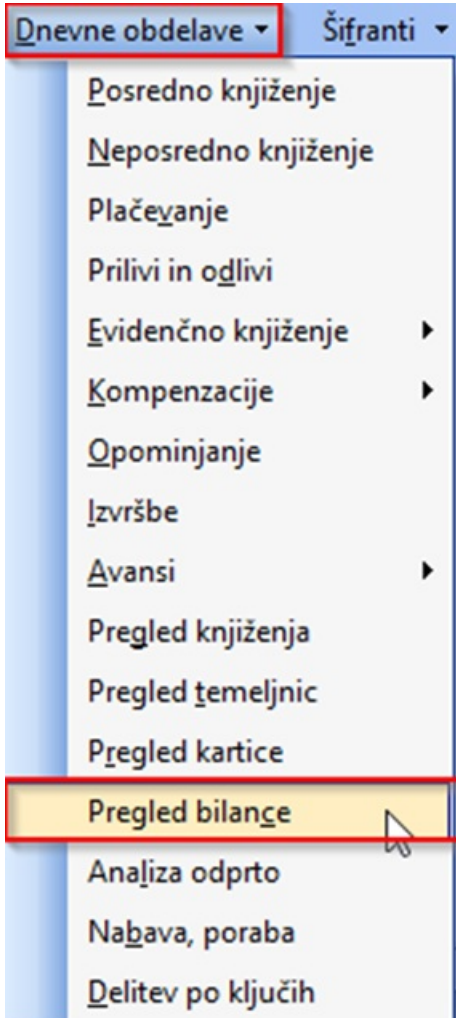 Dnevne obdelave Šifranti
Posredno knjiženje
Neposredno knjiženje
Plačevanje
Prilivi in odlivi
Evidenčno knjiženje
Kompenzacije
Opominjanje
Izvršbe
Avansi
Pregled knjiženja
Pregled temeljnic
Pregled kartice
Pregled bilance
Analiza odprto
Nabava, poraba
Delitev po ključih